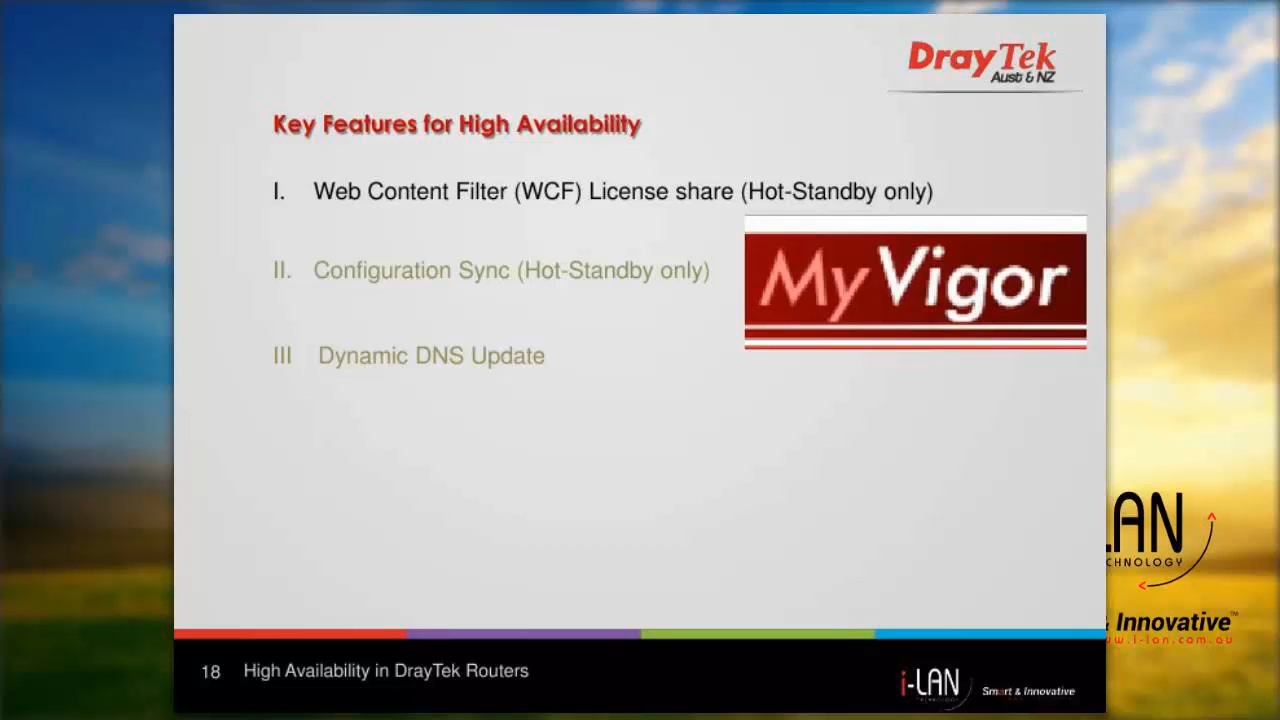 DrayTek
Aust & NZ
Key Features for High Availability
I. Web Content Filter (WCF) License share (Hot-Standby only)
MyVigor
II. Configuration Sync (Hot-Standby only)
III Dynamic DNS Update
LAN
CHNOLOGY
& Innovative™
w.i-lan.com.au
18 High Availability in DrayTek Routers
i-LAN
TECHNOLOGY
Smart & Innovative